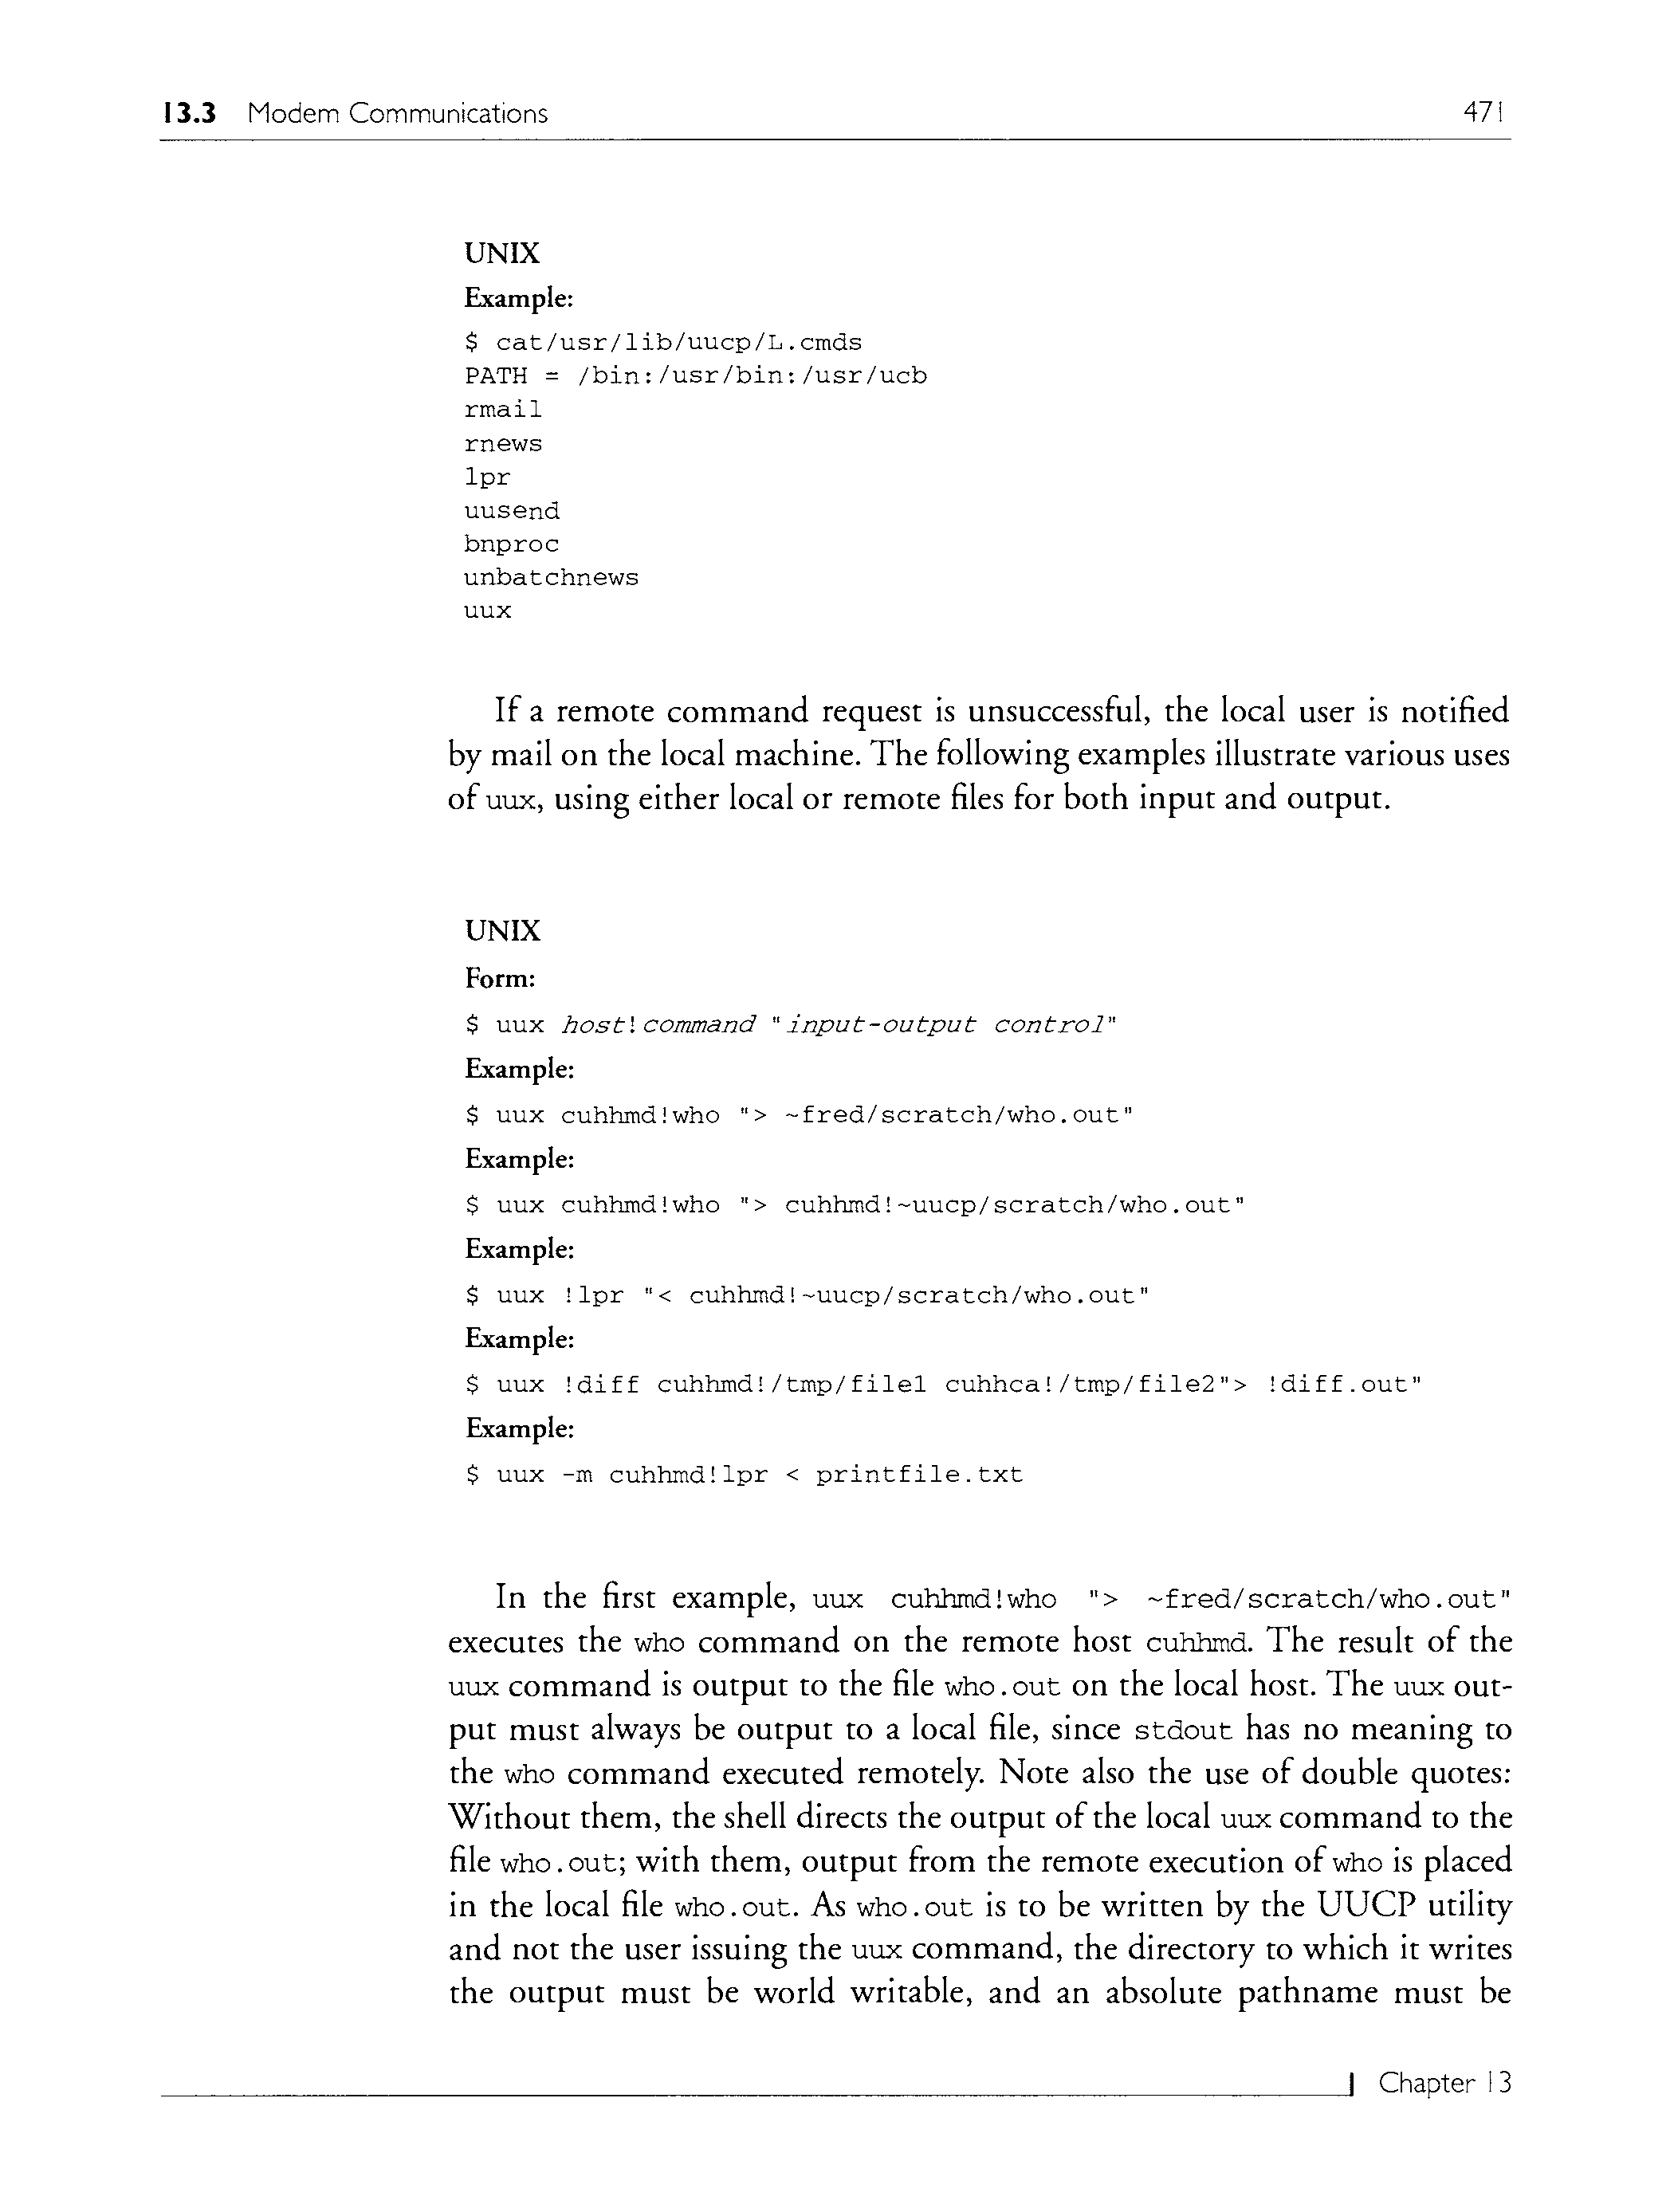 13.3 Modem Communications 471
UNIX
Example:
$ cat/usr/lib/uucp/L.cmds
PATH = /bin:/usr/bin:/usr/ucb
rmail
rnews
lpr
uusend
bnproc
unbatchnews
uux
If a remote command request is unsuccessful, the local user is notified
by mail on the local machine. The following examples illustrate various uses
of uux, using either local or remote files for both input and output.
UNIX
Form:
$ uux host!command "input-output control"
Example:
$ uux cuhhmd!who "> ~fred/scratch/who.out"
Example:
$ uux cuhhmd!who "> cuhhmd!~uucp/scratch/who.out"
Example:
$ uux !lpr "< cuhhmd!~uucp/scratch/who.out"
Example:
$ uux !diff cuhhmd!/tmp/file1 cuhhca!/tmp/file2"> !diff.out"
Example:
$ uux -m cuhhmd!lpr < printfile.txt
In the first example, uux cuhhmd!who "> ~fred/scratch/who.out"
executes the who command on the remote host cuhhmd. The result of the
uux command is output to the file who.out on the local host. The uux out-
put must always be output to a local file, since stdout has no meaning to
the who command executed remotely. Note also the use of double quotes:
Without them, the shell directs the output of the local uux command to the
file who.out; with them, output from the remote execution of who is placed
in the local file who.out. As who.out is to be written by the UUCP utility
and not the user issuing the uux command, the directory to which it writes
the output must be world writable, and an absolute pathname must be
Chapter 13